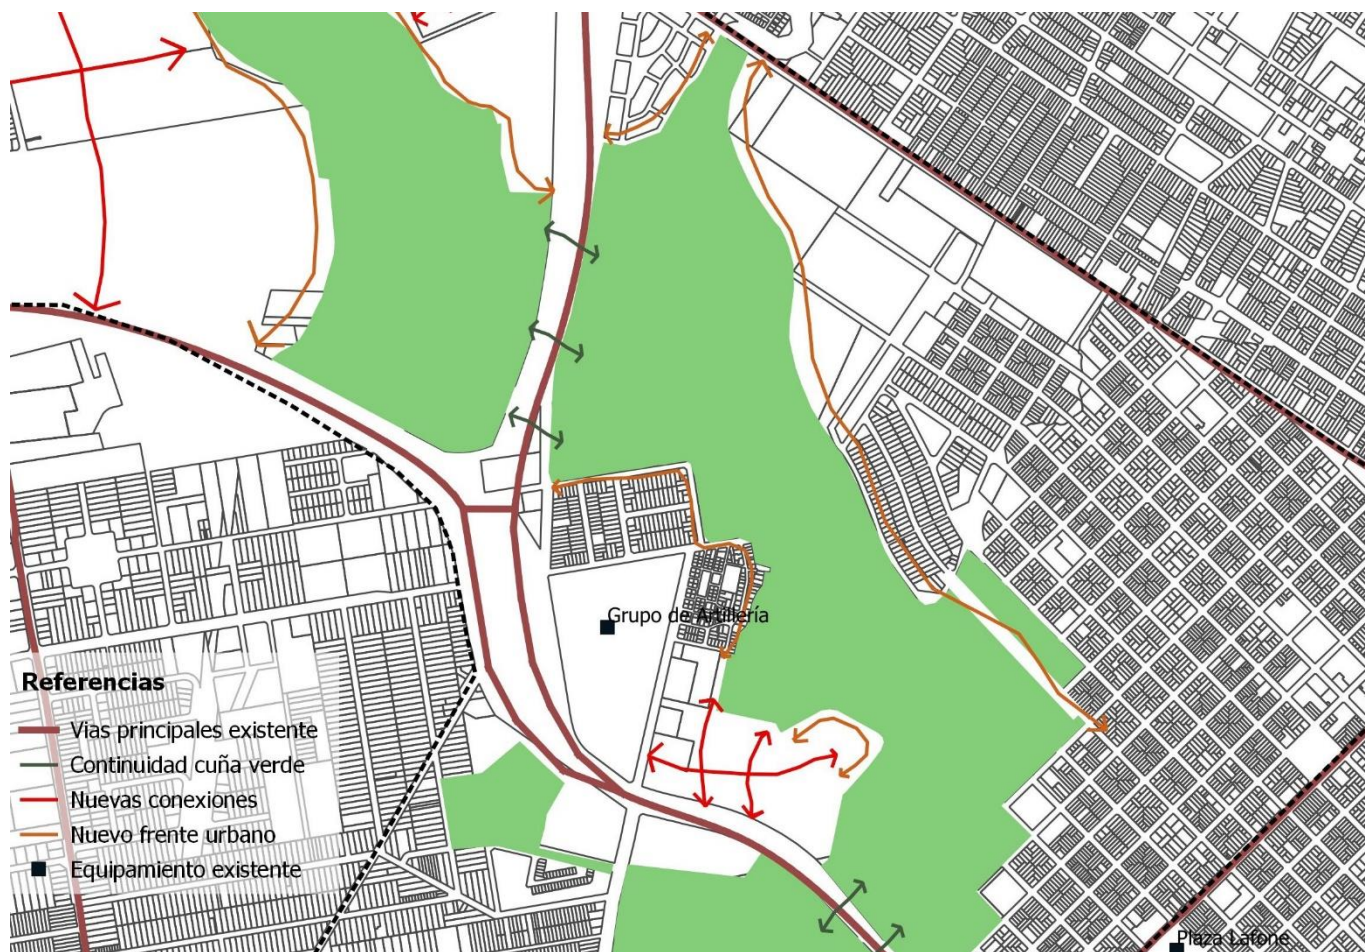 Grupo de Artillería
Referencias
Vias principales existente
Continuidad cuña verde
Nuevas conexiones
Nuevo frente urbano
Equipamiento existente
Plaza Lafone